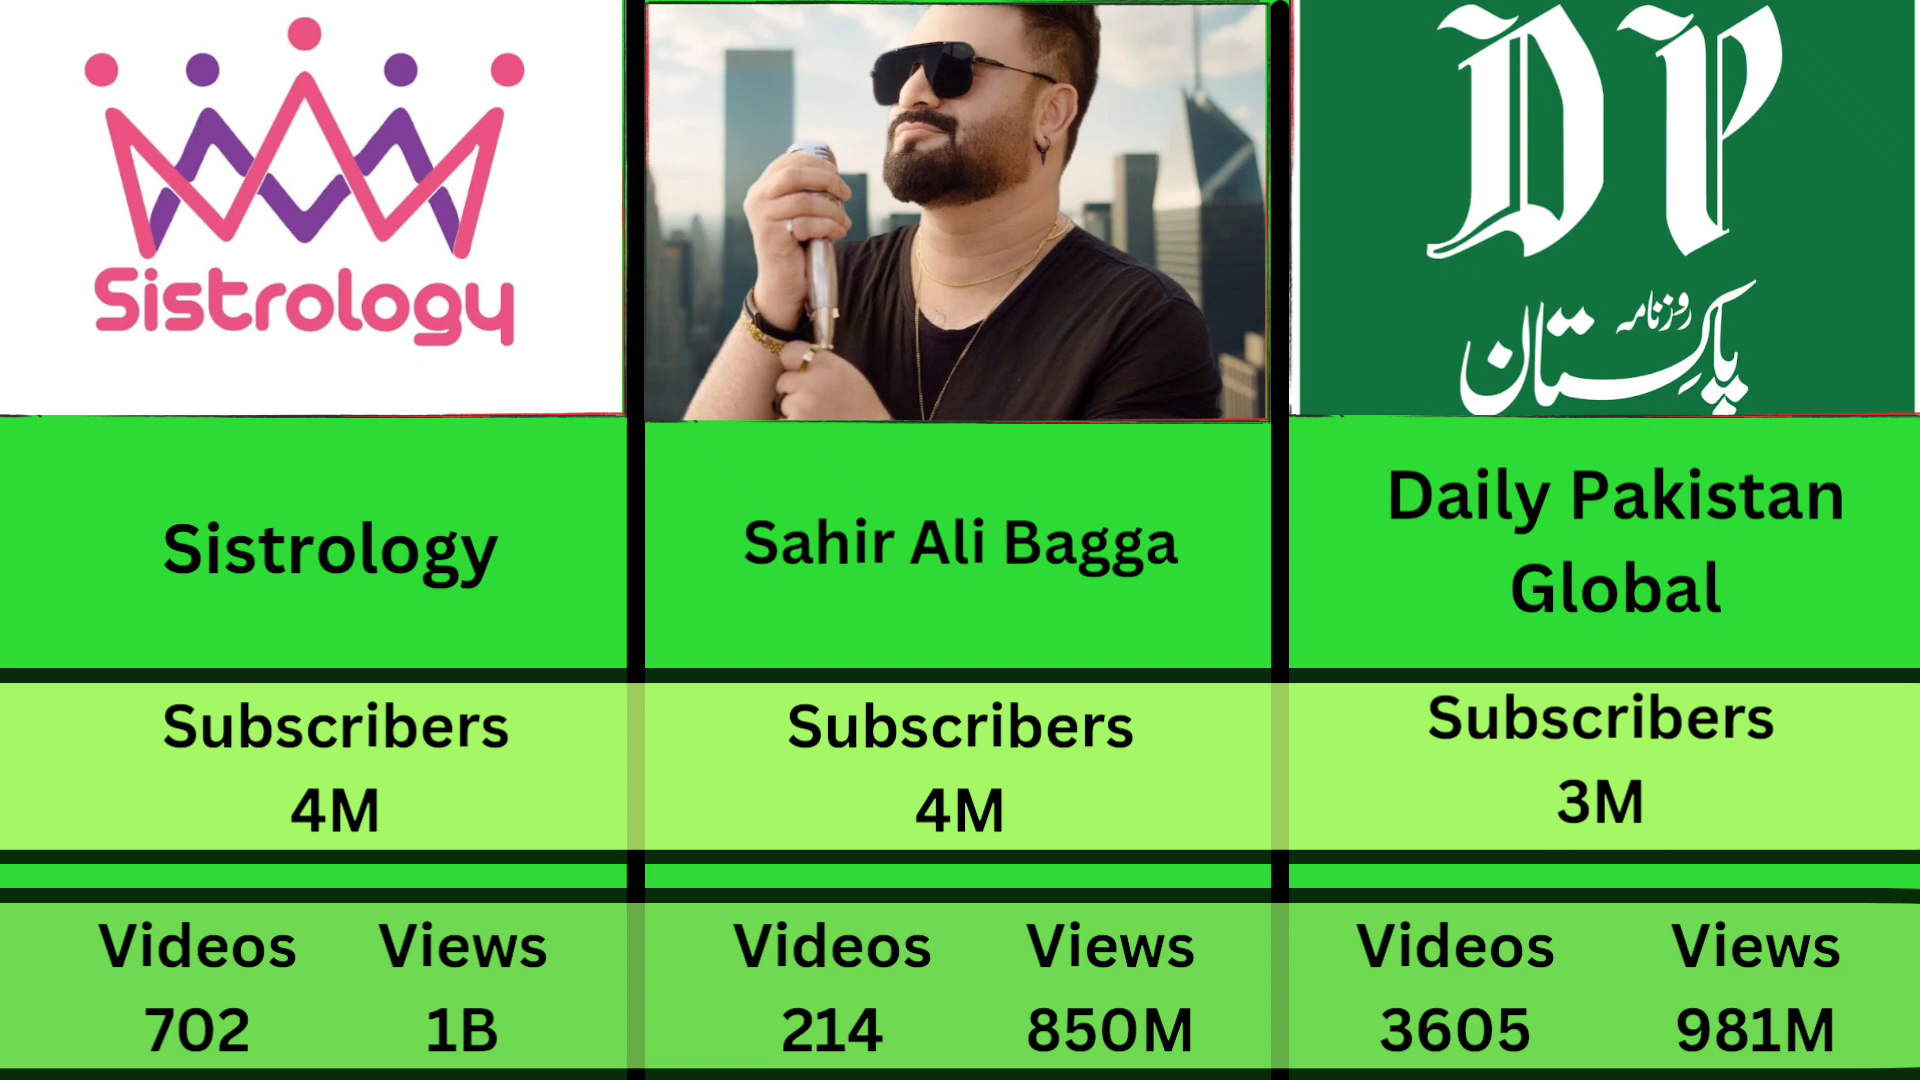 Sistrology
DP
روزنامہ
پاکستان
Sistrology
Sahir Ali Bagga
Daily Pakistan
Global
Subscribers
4M
Subscribers
4M
Subscribers
3M
Videos Views
702 1B
Videos Views
214 850M
Videos Views
3605 981M